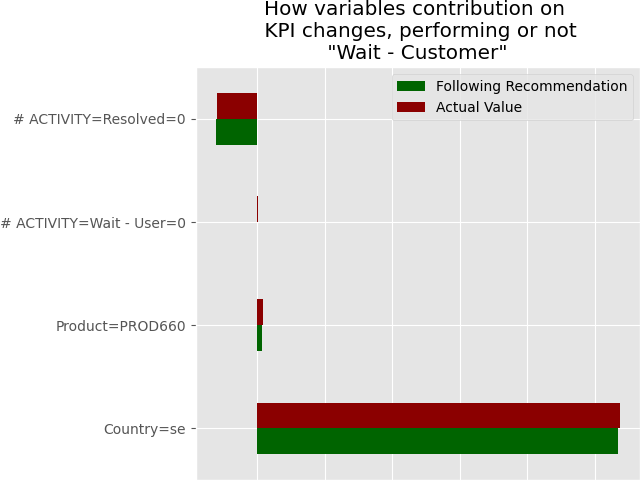 How variables contribution on
KPI changes, performing or not
"Wait - Customer"
Following Recommendation
Actual Value
# ACTIVITY=Resolved=0
# ACTIVITY=Wait - User=0
Product=PROD660
Country=se